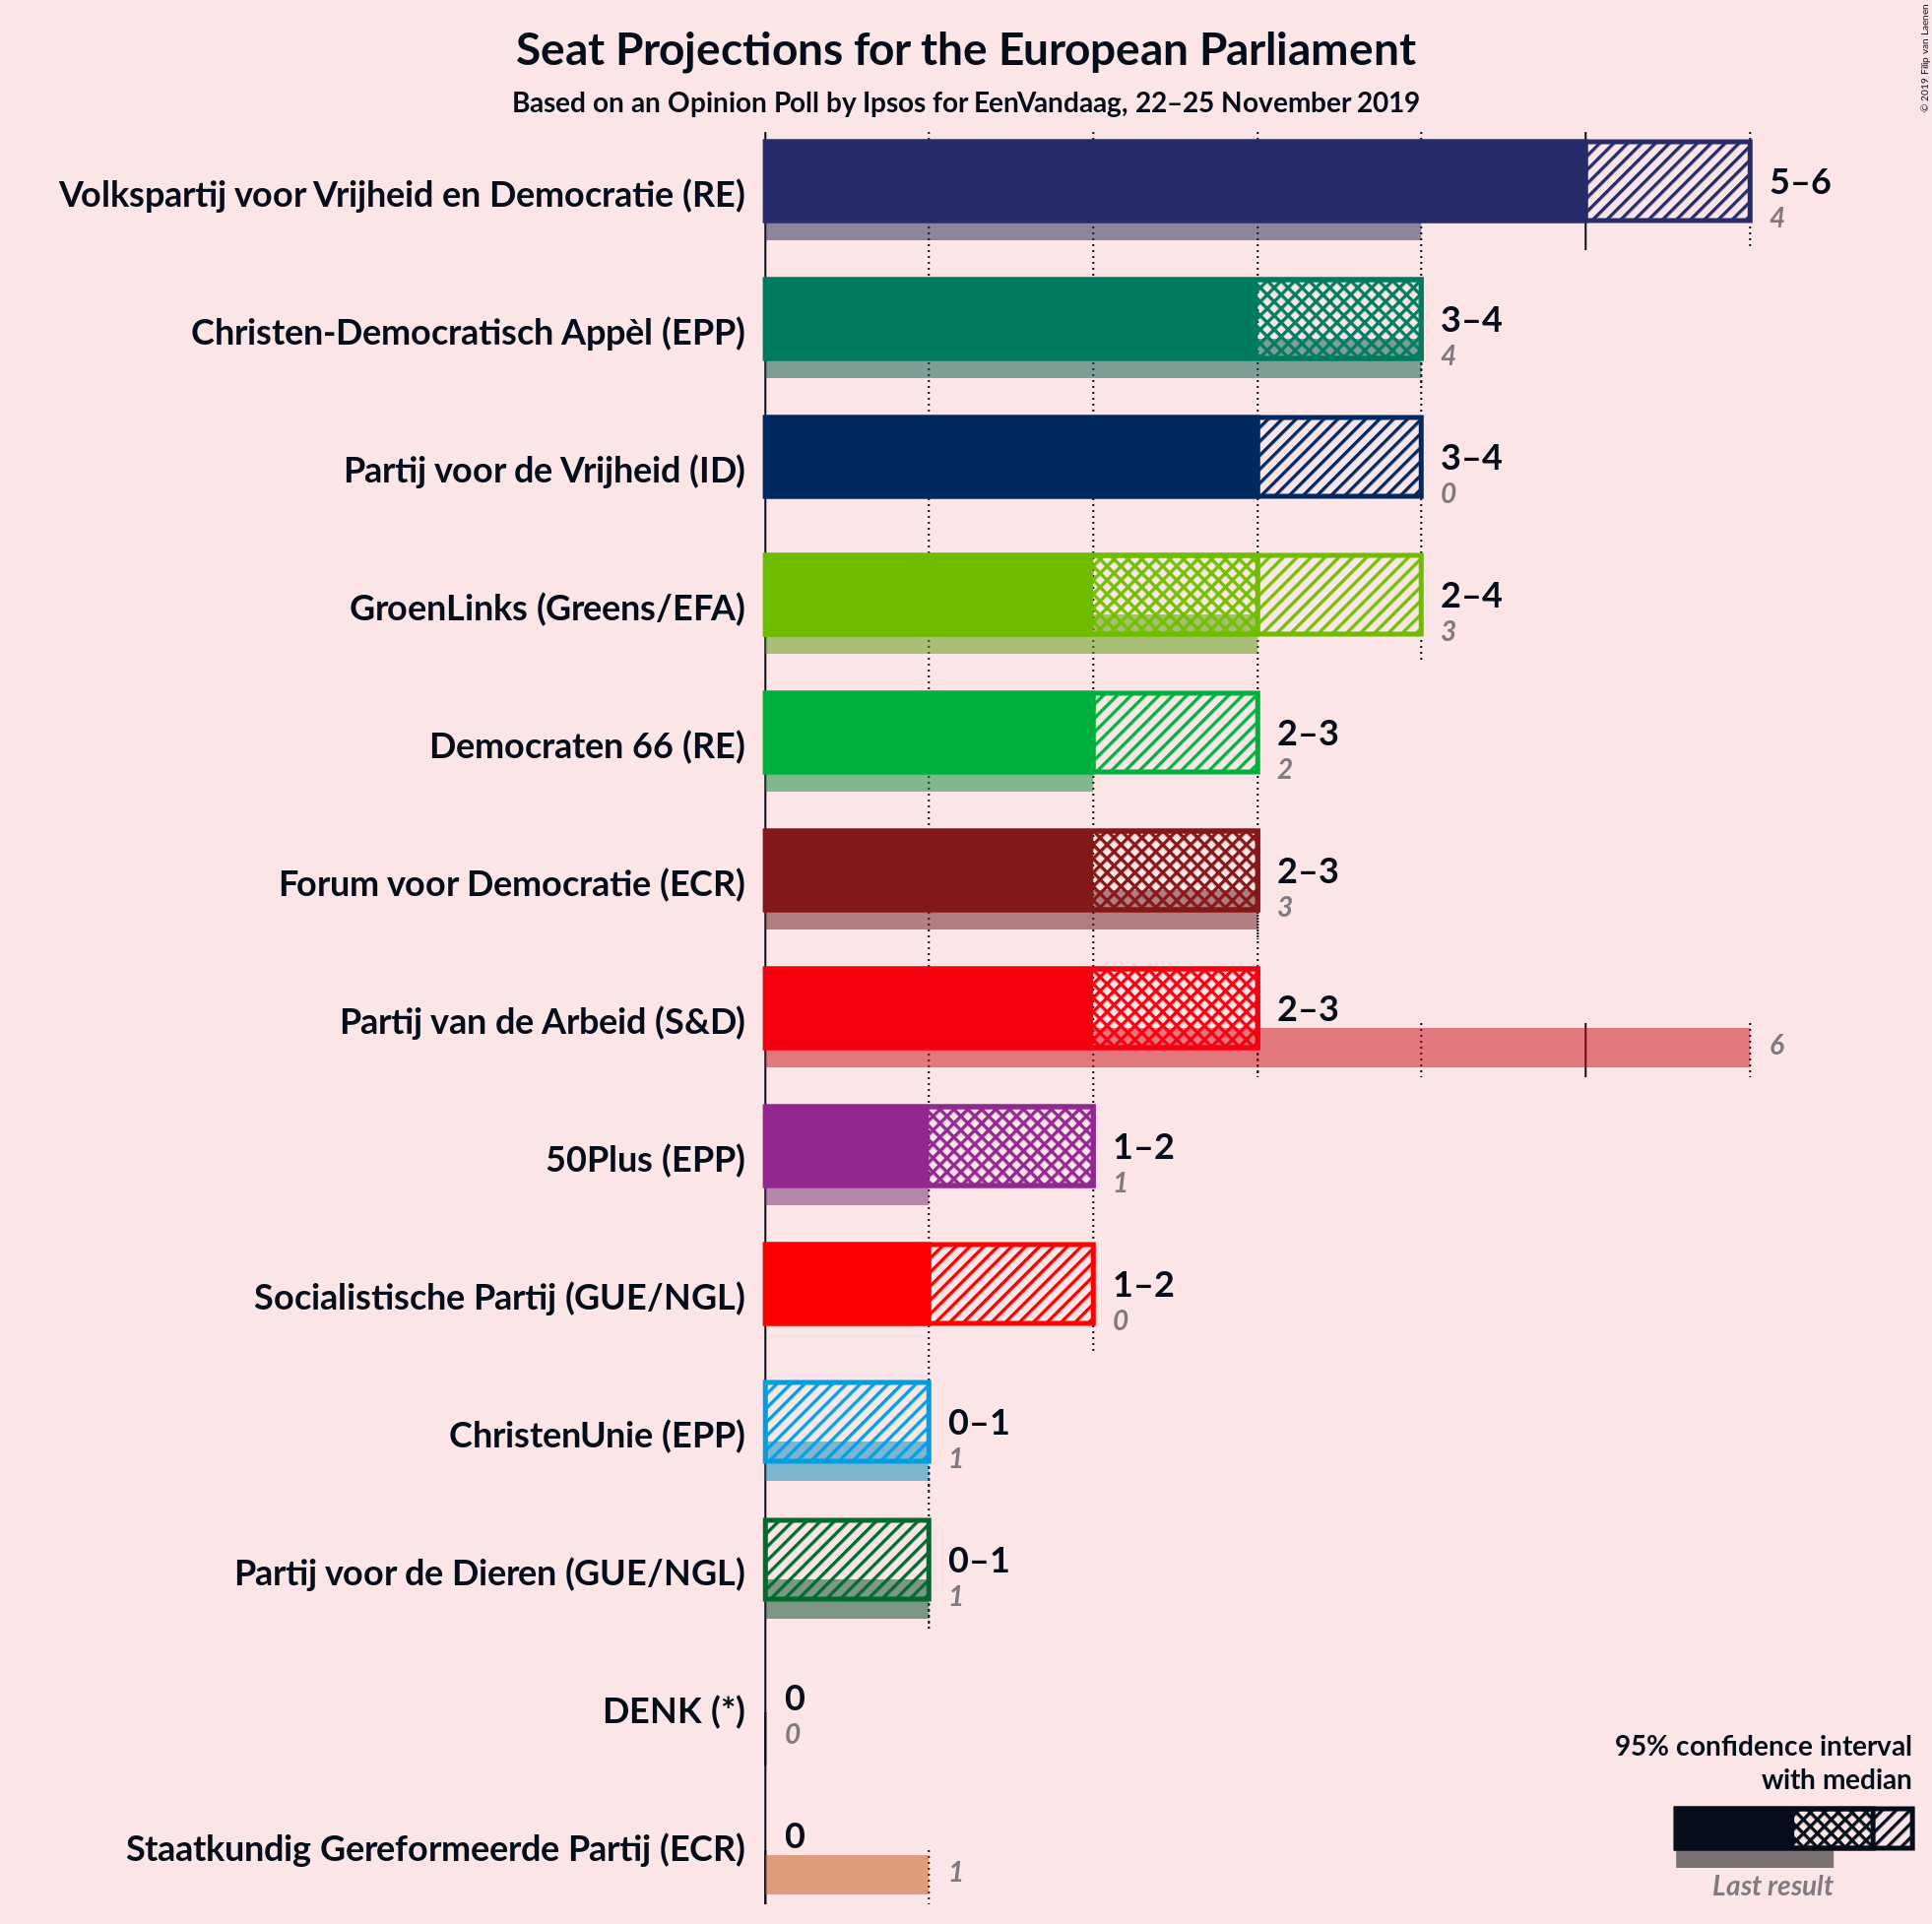 Seat Projections for the European Parliament
Based on an Opinion Poll by Ipsos for EenVandaag, 22–25 November 2019
© 2019 Filip van Laenen
Volkspartij voor Vrijheid en Democratie (RE)
5–6
4
Christen-Democratisch Appèl (EPP)
3–4
4
Partij voor de Vrijheid (ID)
3–4
0
GroenLinks (Greens/EFA)
2–4
3
Democraten 66 (RE)
2–3
2
Forum voor Democratie (ECR)
2–3
3
Partij van de Arbeid (S&D)
2–3
6
50Plus (EPP)
1–2
1
Socialistische Partij (GUE/NGL)
1–2
0
ChristenUnie (EPP)
0–1
1
Partij voor de Dieren (GUE/NGL)
0–1
1
DENK (*)
0
0
Staatkundig Gereformeerde Partij (ECR)
0
1
95% confidence interval
with median
Last result